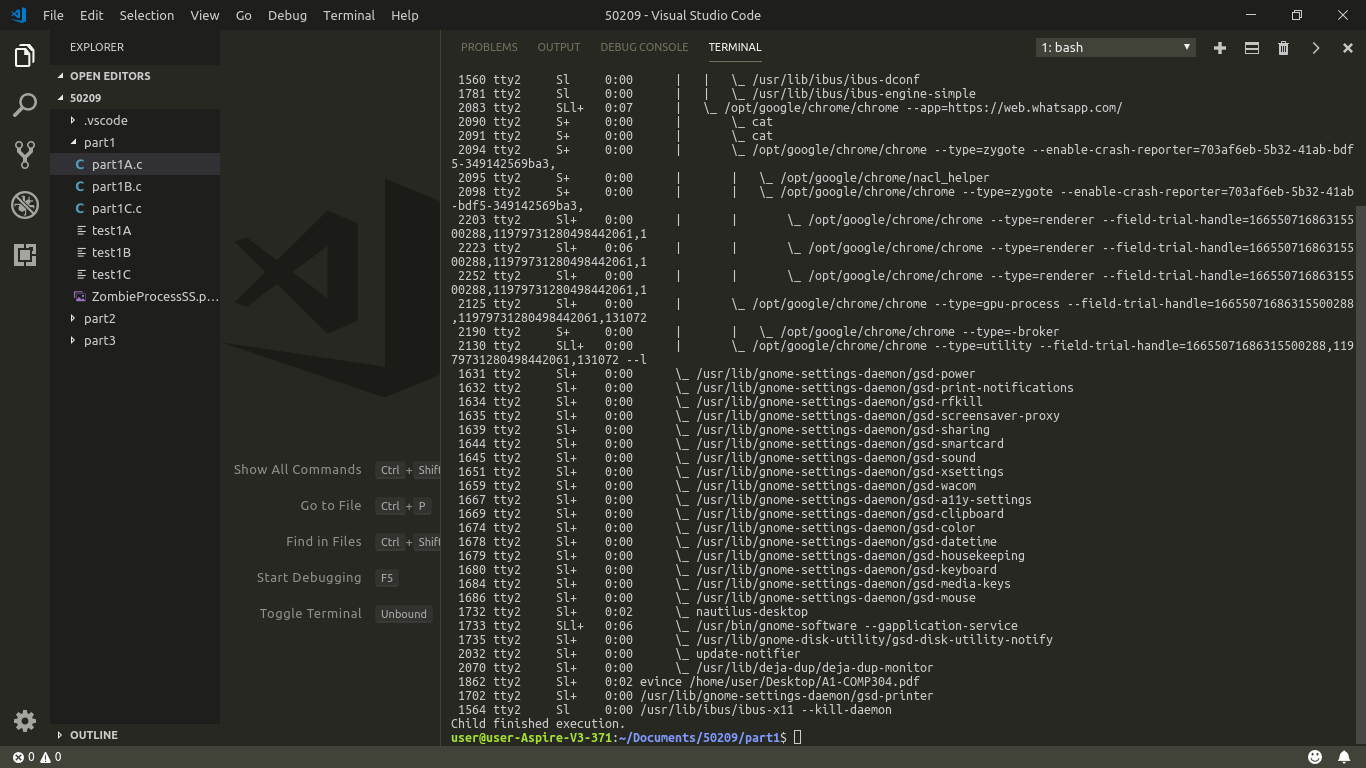 File Edit Selection View Go Debug Terminal Help
50209 - Visual Studio Code
EXPLORER
OPEN EDITORS
50209
.vscode
part1
C part1A.c
C part1B.c
C part1C.c
test1A
test1B
test1C
ZombieProcessSS.p...
part2
part3
OUTLINE
Show All Commands Ctrl + Shift
Go to File Ctrl + P
Find in Files Ctrl + Shift
Start Debugging F5
Toggle Terminal Unbound
PROBLEMS OUTPUT DEBUG CONSOLE TERMINAL
1: bash
1560 tty2 Sl 0:00 | | \_ /usr/lib/ibus/ibus-dconf
1781 tty2 Sl 0:00 | | \_ /usr/lib/ibus/ibus-engine-simple
2083 tty2 SLl+ 0:07 | \_ /opt/google/chrome/chrome --app=https://web.whatsapp.com/
2090 tty2 S+ 0:00 | \_ cat
2091 tty2 S+ 0:00 | \_ cat
2094 tty2 S+ 0:00 | \_ /opt/google/chrome/chrome --type=zygote --enable-crash-reporter=703af6eb-5b32-41ab-bdf
5-349142569ba3,
2095 tty2 S+ 0:00 | | \_ /opt/google/chrome/nacl_helper
2098 tty2 S+ 0:00 | | \_ /opt/google/chrome/chrome --type=zygote --enable-crash-reporter=703af6eb-5b32-41ab
-bdf5-349142569ba3,
2203 tty2 Sl+ 0:00 | | \_ /opt/google/chrome/chrome --type=renderer --field-trial-handle=166550716863155
00288,11979731280498442061,1
2223 tty2 Sl+ 0:06 | | \_ /opt/google/chrome/chrome --type=renderer --field-trial-handle=166550716863155
00288,11979731280498442061,1
2252 tty2 Sl+ 0:00 | | \_ /opt/google/chrome/chrome --type=renderer --field-trial-handle=166550716863155
00288,11979731280498442061,1
2125 tty2 Sl+ 0:00 | \_ /opt/google/chrome/chrome --type=gpu-process --field-trial-handle=16655071686315500288
,11979731280498442061,131072
2190 tty2 S+ 0:00 | | \_ /opt/google/chrome/chrome --type=-broker
2130 tty2 SLl+ 0:00 | \_ /opt/google/chrome/chrome --type=utility --field-trial-handle=16655071686315500288,119
79731280498442061,131072 --l
1631 tty2 Sl+ 0:00 \_ /usr/lib/gnome-settings-daemon/gsd-power
1632 tty2 Sl+ 0:00 \_ /usr/lib/gnome-settings-daemon/gsd-print-notifications
1634 tty2 Sl+ 0:00 \_ /usr/lib/gnome-settings-daemon/gsd-rfkill
1635 tty2 Sl+ 0:00 \_ /usr/lib/gnome-settings-daemon/gsd-screensaver-proxy
1639 tty2 Sl+ 0:00 \_ /usr/lib/gnome-settings-daemon/gsd-sharing
1644 tty2 Sl+ 0:00 \_ /usr/lib/gnome-settings-daemon/gsd-smartcard
1645 tty2 Sl+ 0:00 \_ /usr/lib/gnome-settings-daemon/gsd-sound
1651 tty2 Sl+ 0:00 \_ /usr/lib/gnome-settings-daemon/gsd-xsettings
1659 tty2 Sl+ 0:00 \_ /usr/lib/gnome-settings-daemon/gsd-wacom
1667 tty2 Sl+ 0:00 \_ /usr/lib/gnome-settings-daemon/gsd-a11y-settings
1669 tty2 Sl+ 0:00 \_ /usr/lib/gnome-settings-daemon/gsd-clipboard
1674 tty2 Sl+ 0:00 \_ /usr/lib/gnome-settings-daemon/gsd-color
1678 tty2 Sl+ 0:00 \_ /usr/lib/gnome-settings-daemon/gsd-datetime
1679 tty2 Sl+ 0:00 \_ /usr/lib/gnome-settings-daemon/gsd-housekeeping
1680 tty2 Sl+ 0:00 \_ /usr/lib/gnome-settings-daemon/gsd-keyboard
1684 tty2 Sl+ 0:00 \_ /usr/lib/gnome-settings-daemon/gsd-media-keys
1686 tty2 Sl+ 0:00 \_ /usr/lib/gnome-settings-daemon/gsd-mouse
1732 tty2 Sl+ 0:02 \_ nautilus-desktop
1733 tty2 SLl+ 0:06 \_ /usr/bin/gnome-software --gapplication-service
1735 tty2 Sl+ 0:00 \_ /usr/lib/gnome-disk-utility/gsd-disk-utility-notify
2032 tty2 Sl+ 0:00 \_ update-notifier
2070 tty2 Sl+ 0:00 \_ /usr/lib/deja-dup/deja-dup-monitor
1862 tty2 Sl+ 0:02 evince /home/user/Desktop/A1-COMP304.pdf
1702 tty2 Sl+ 0:00 /usr/lib/gnome-settings-daemon/gsd-printer
1564 tty2 Sl 0:00 /usr/lib/ibus/ibus-x11 --kill-daemon
Child finished execution.
user@user-Aspire-V3-371:~/Documents/50209/part1$
0 0